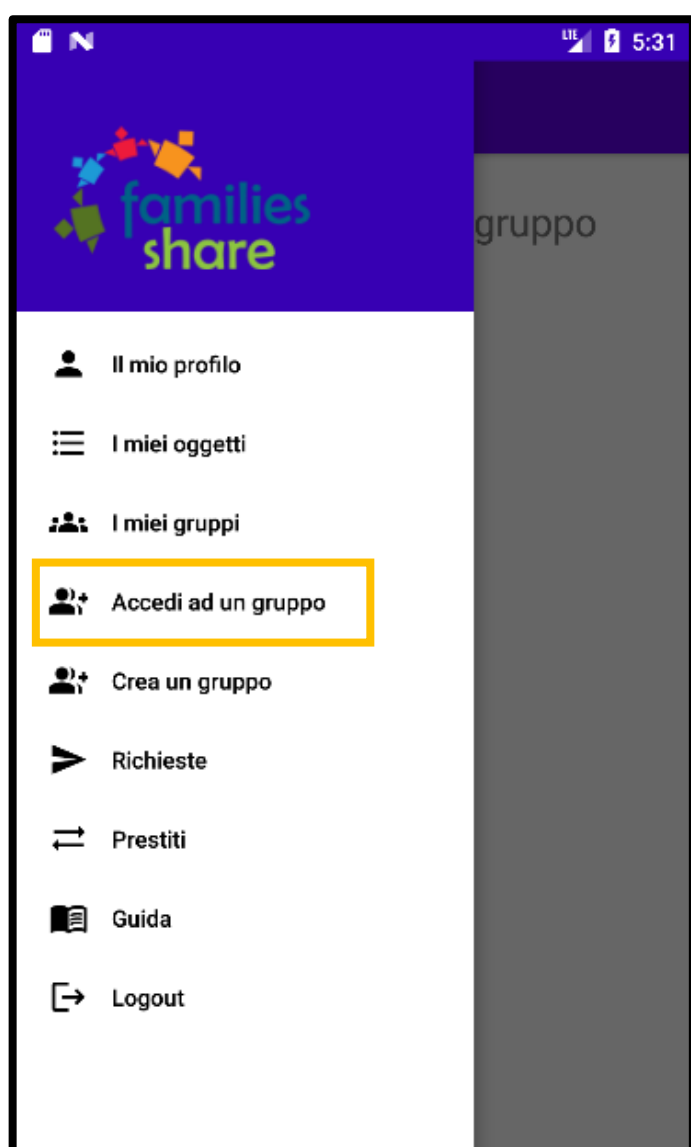 LTE 5:31
families
share
gruppo
Il mio profilo
I miei oggetti
I miei gruppi
Accedi ad un gruppo
Crea un gruppo
Richieste
Prestiti
Guida
Logout